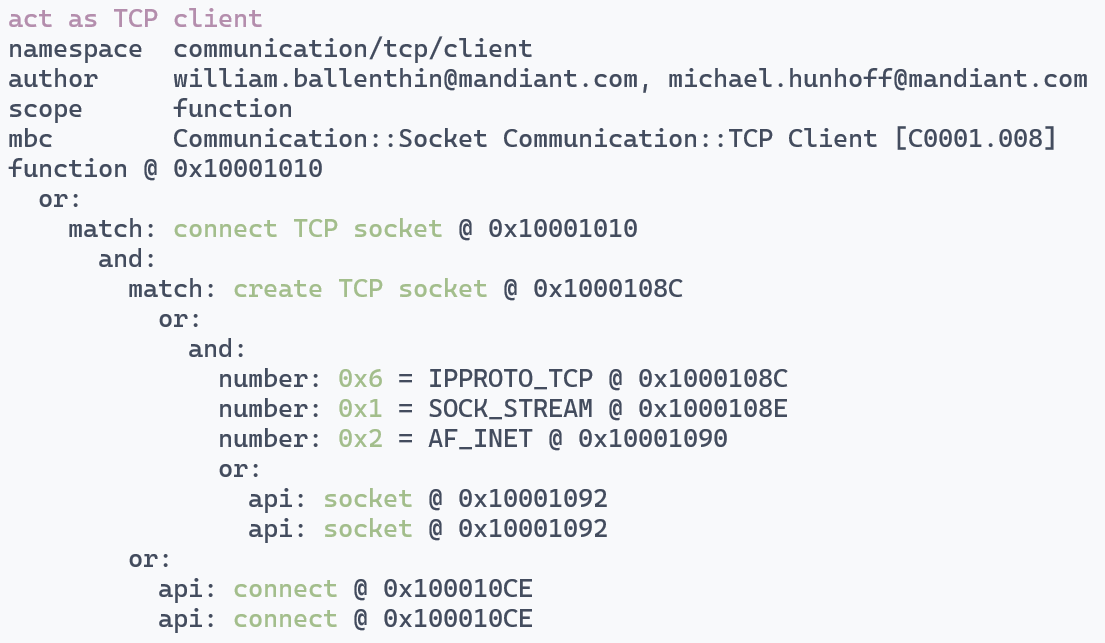 act as TCP client
namespace  communication/tcp/client
author     william.ballenthin@mandiant.com, michael.hunhoff@mandiant.com
scope      function
mbc        Communication::Socket Communication::TCP Client [C0001.008]
function @ 0x10001010
  or:
    match: connect TCP socket @ 0x10001010
      and:
        match: create TCP socket @ 0x1000108C
          or:
            and:
              number: 0x6 = IPPROTO_TCP @ 0x1000108C
              number: 0x1 = SOCK_STREAM @ 0x1000108E
              number: 0x2 = AF_INET @ 0x10001090
              or:
                api: socket @ 0x10001092
                api: socket @ 0x10001092
        or:
          api: connect @ 0x100010CE
          api: connect @ 0x100010CE